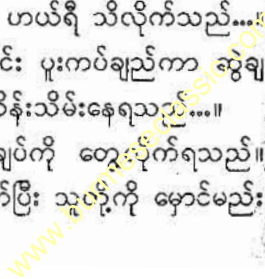 ဟယ်ရီ သိလိုက်သည်...။
င်း ပူးကပ်ချည်ကာ ဆွဲချ
ိန်းသိမ်းနေရသည်...။
ချပ်ကို တွေ့လိုက်ရသည်။
ာ်ပြီး သူတို့ကို မှောင်မည်း